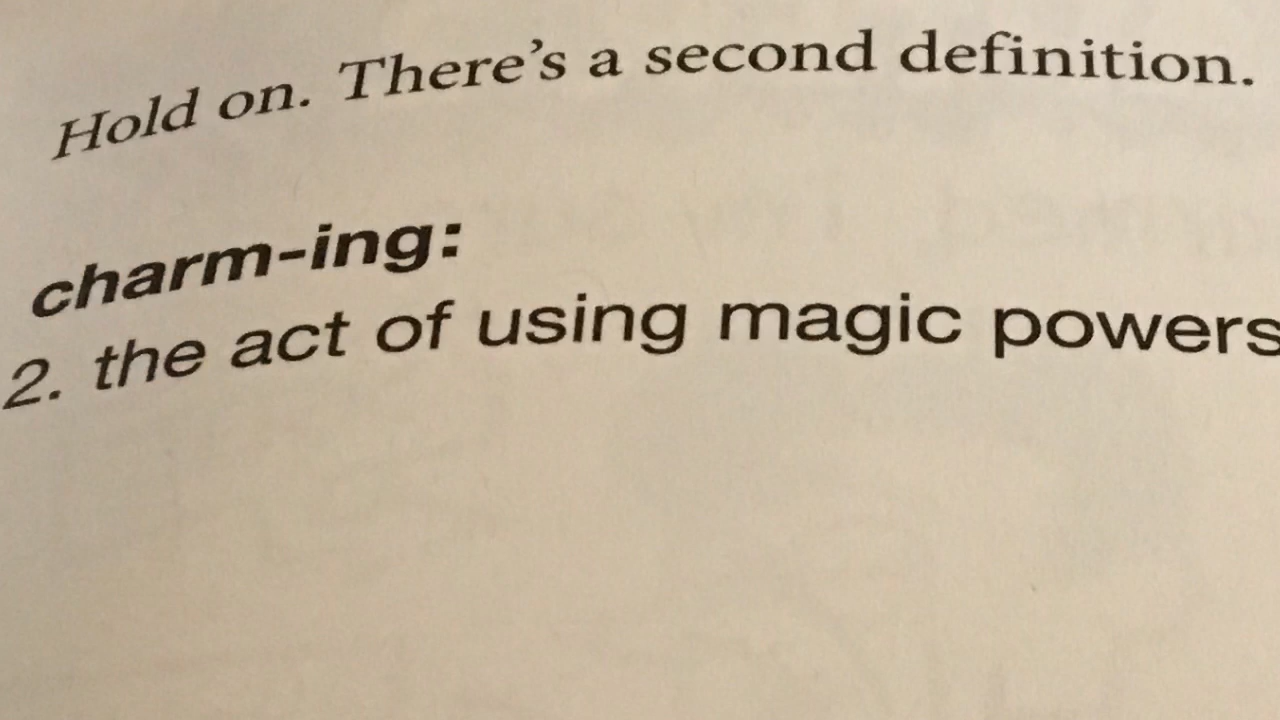 Hold on. There’s a second definition.
charm-ing:
2. the act of using magic powers